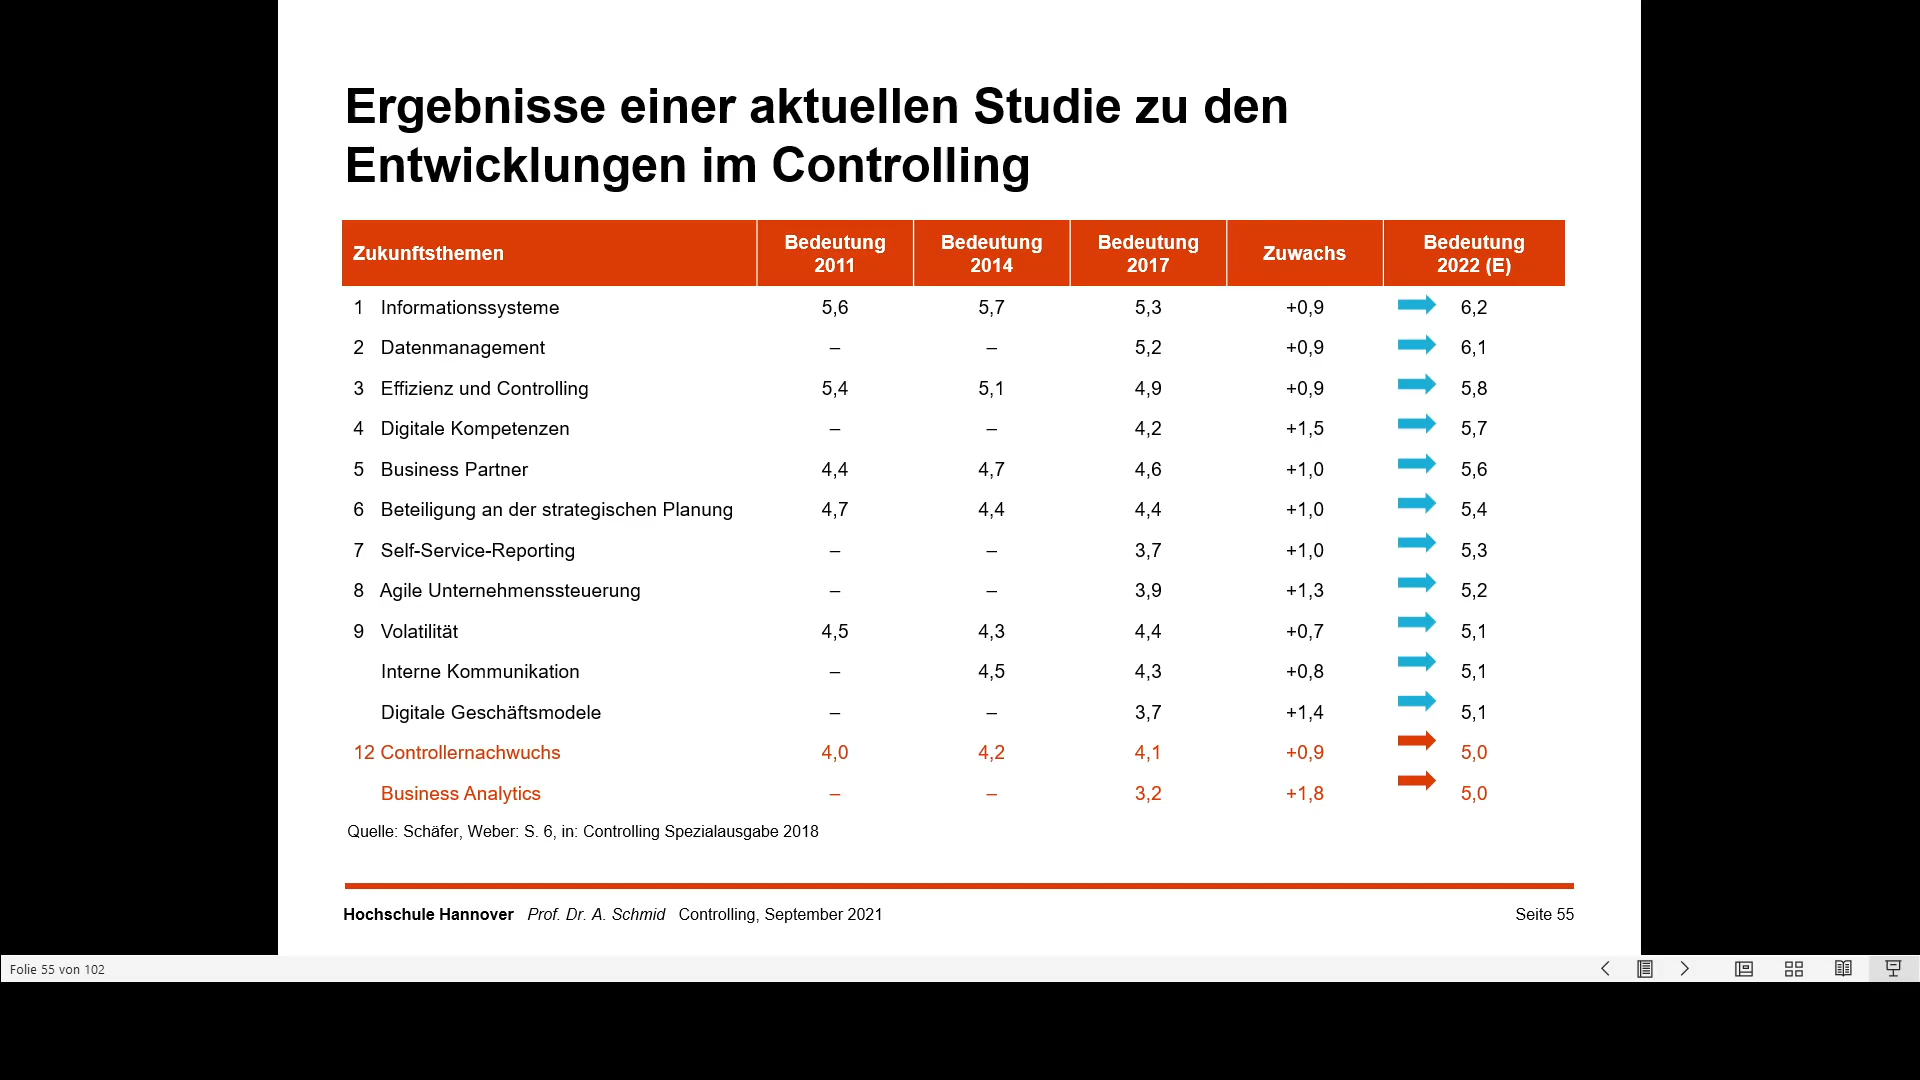 Ergebnisse einer aktuellen Studie zu den
Entwicklungen im Controlling
Zukunftsthemen Bedeutung 2011 Bedeutung 2014 Bedeutung 2017 Zuwachs Bedeutung 2022 (E)
1 Informationssysteme 5,6 5,7 5,3 +0,9 6,2
2 Datenmanagement – – 5,2 +0,9 6,1
3 Effizienz und Controlling 5,4 5,1 4,9 +0,9 5,8
4 Digitale Kompetenzen – – 4,2 +1,5 5,7
5 Business Partner 4,4 4,7 4,6 +1,0 5,6
6 Beteiligung an der strategischen Planung 4,7 4,4 4,4 +1,0 5,4
7 Self-Service-Reporting – – 3,7 +1,0 5,3
8 Agile Unternehmenssteuerung – – 3,9 +1,3 5,2
9 Volatilität 4,5 4,3 4,4 +0,7 5,1
Interne Kommunikation – 4,5 4,3 +0,8 5,1
Digitale Geschäftsmodele – – 3,7 +1,4 5,1
12 Controllernachwuchs 4,0 4,2 4,1 +0,9 5,0
Business Analytics – – 3,2 +1,8 5,0
Quelle: Schäfer, Weber: S. 6, in: Controlling Spezialausgabe 2018
Hochschule Hannover Prof. Dr. A. Schmid Controlling, September 2021 Seite 55
Folie 55 von 102